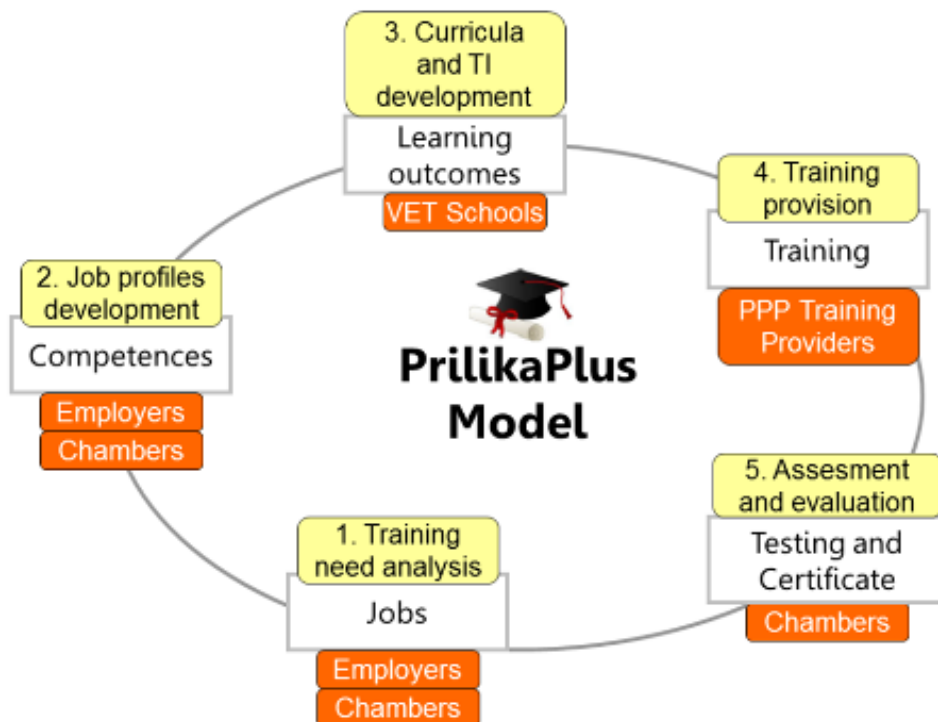 3. Curricula
and TI
development
Learning
outcomes
VET Schools
4. Training
provision
Training
PPP Training
Providers
2. Job profiles
development
Competences
Employers
Chambers
PrilikaPlus
Model
5. Assesment
and evaluation
Testing and
Certificate
Chambers
1. Training
need analysis
Jobs
Employers
Chambers